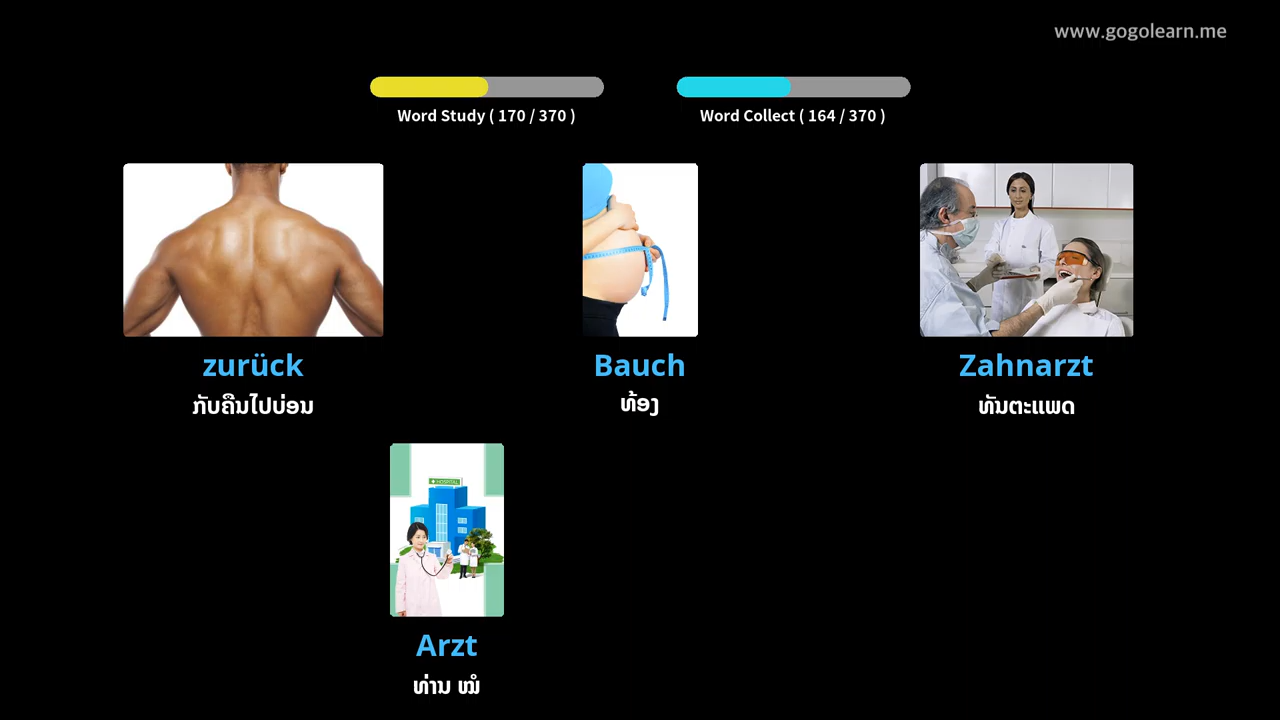 www.gogolearn.me
Word Study ( 170 / 370 )
Word Collect ( 164 / 370 )
zurück
ກັບຄືນໄປບ່ອນ
Bauch
ທ້ອງ
Zahnarzt
ທັນຕະແພດ
HOSPITAL
Arzt
ທ່ານ ໝໍ